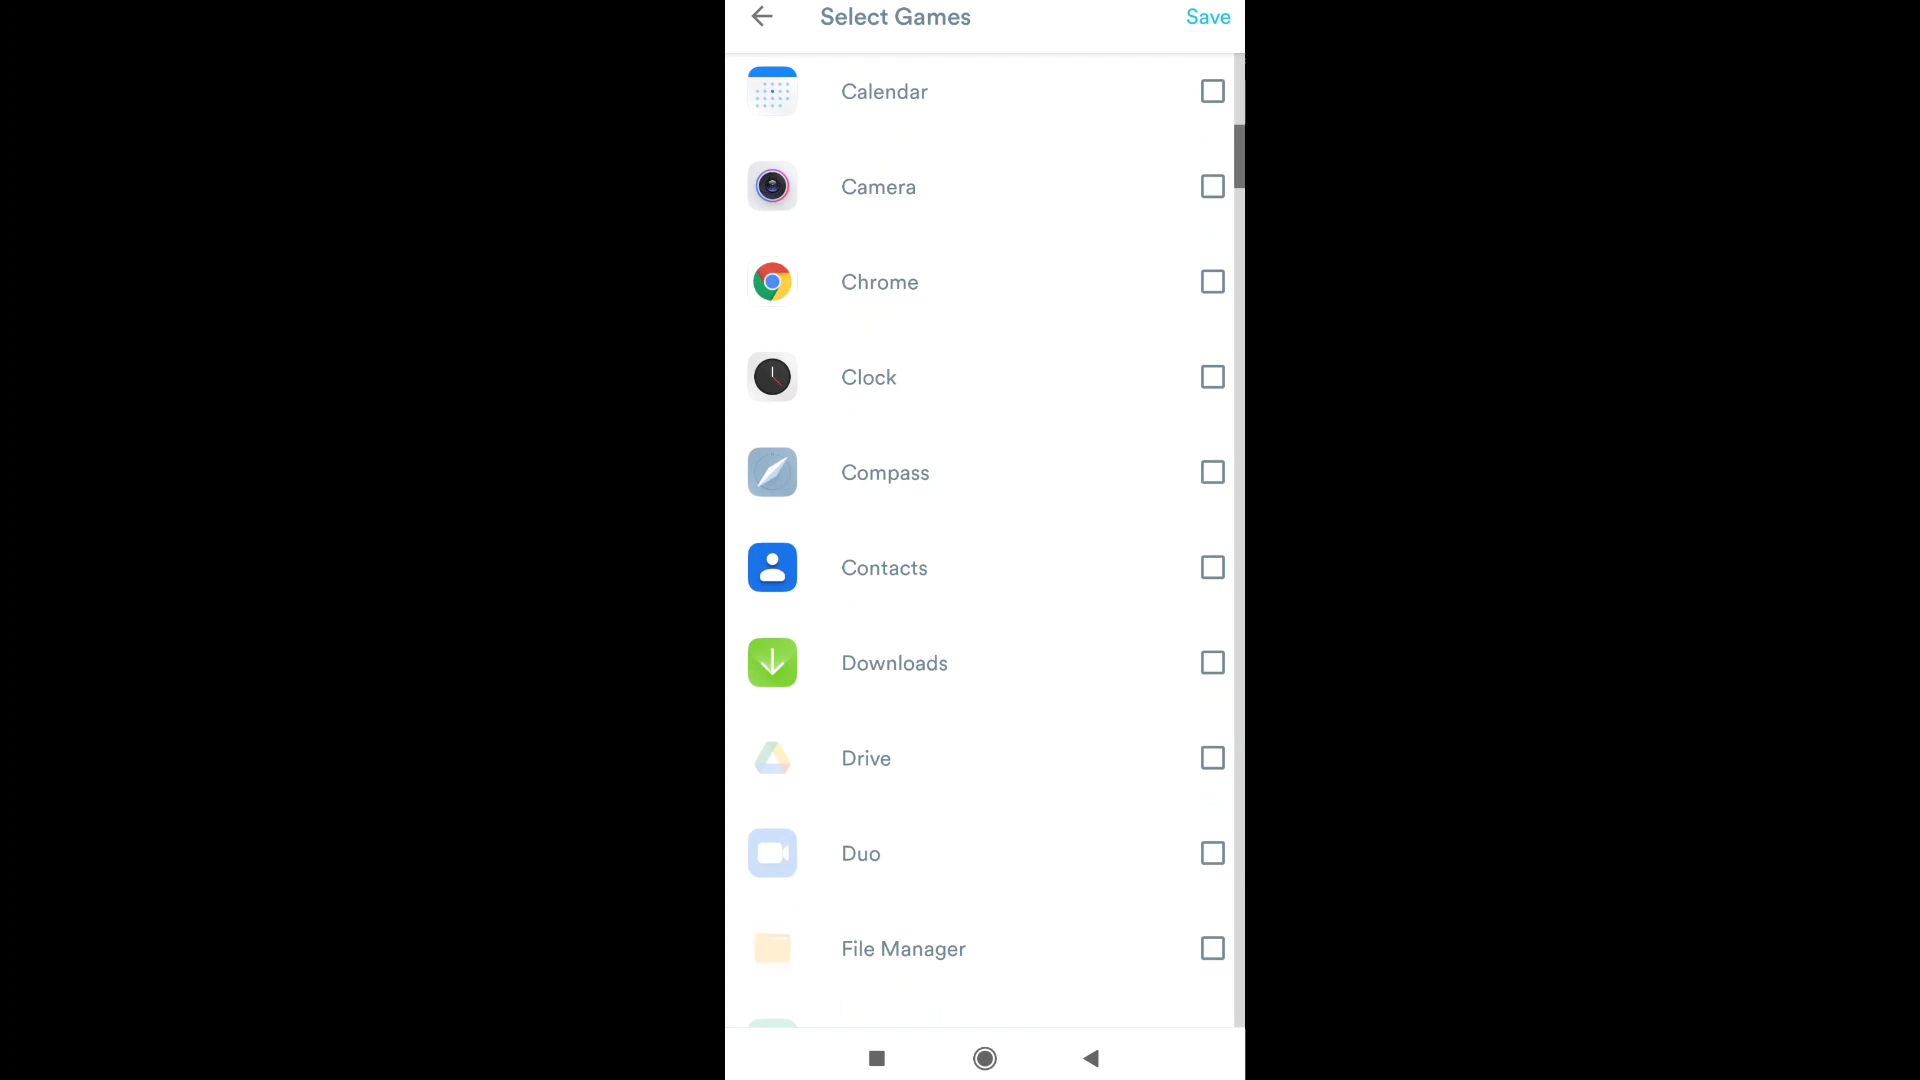 Select Games
Save
Calendar
Camera
Chrome
Clock
Compass
Contacts
Downloads
Drive
Duo
File Manager